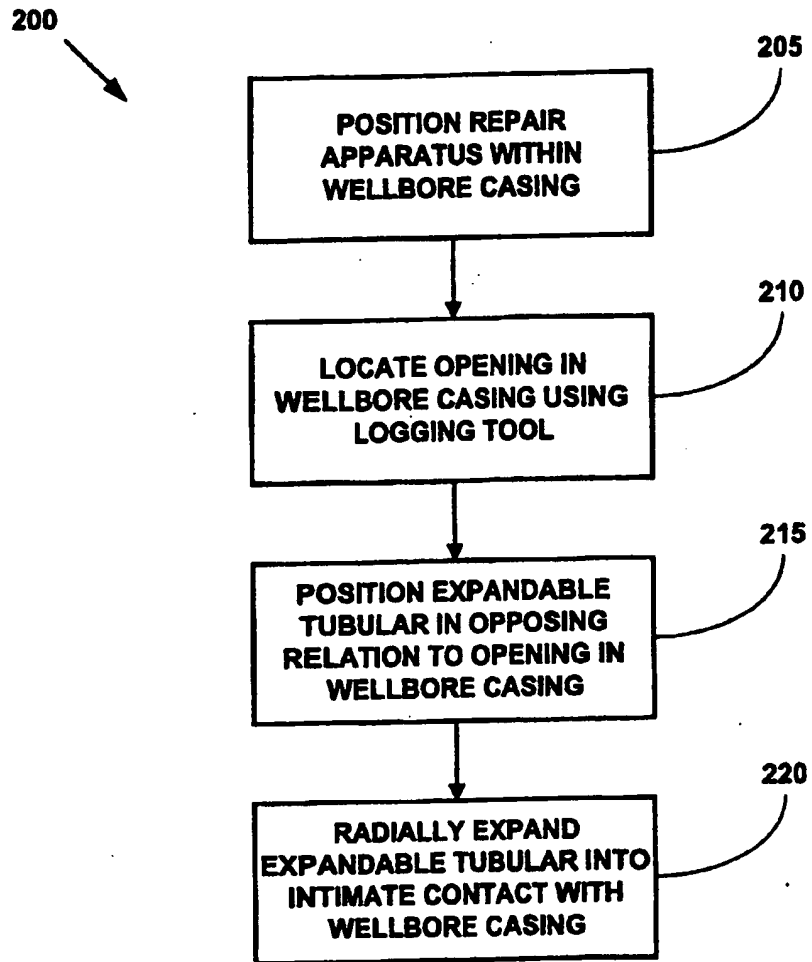 200
205
POSITION REPAIR
APPARATUS WITHIN
WELLBORE CASING
210
LOCATE OPENING IN
WELLBORE CASING USING
LOGGING TOOL
215
POSITION EXPANDABLE
TUBULAR IN OPPOSING
RELATION TO OPENING IN
WELLBORE CASING
220
RADIALLY EXPAND
EXPANDABLE TUBULAR INTO
INTIMATE CONTACT WITH
WELLBORE CASING